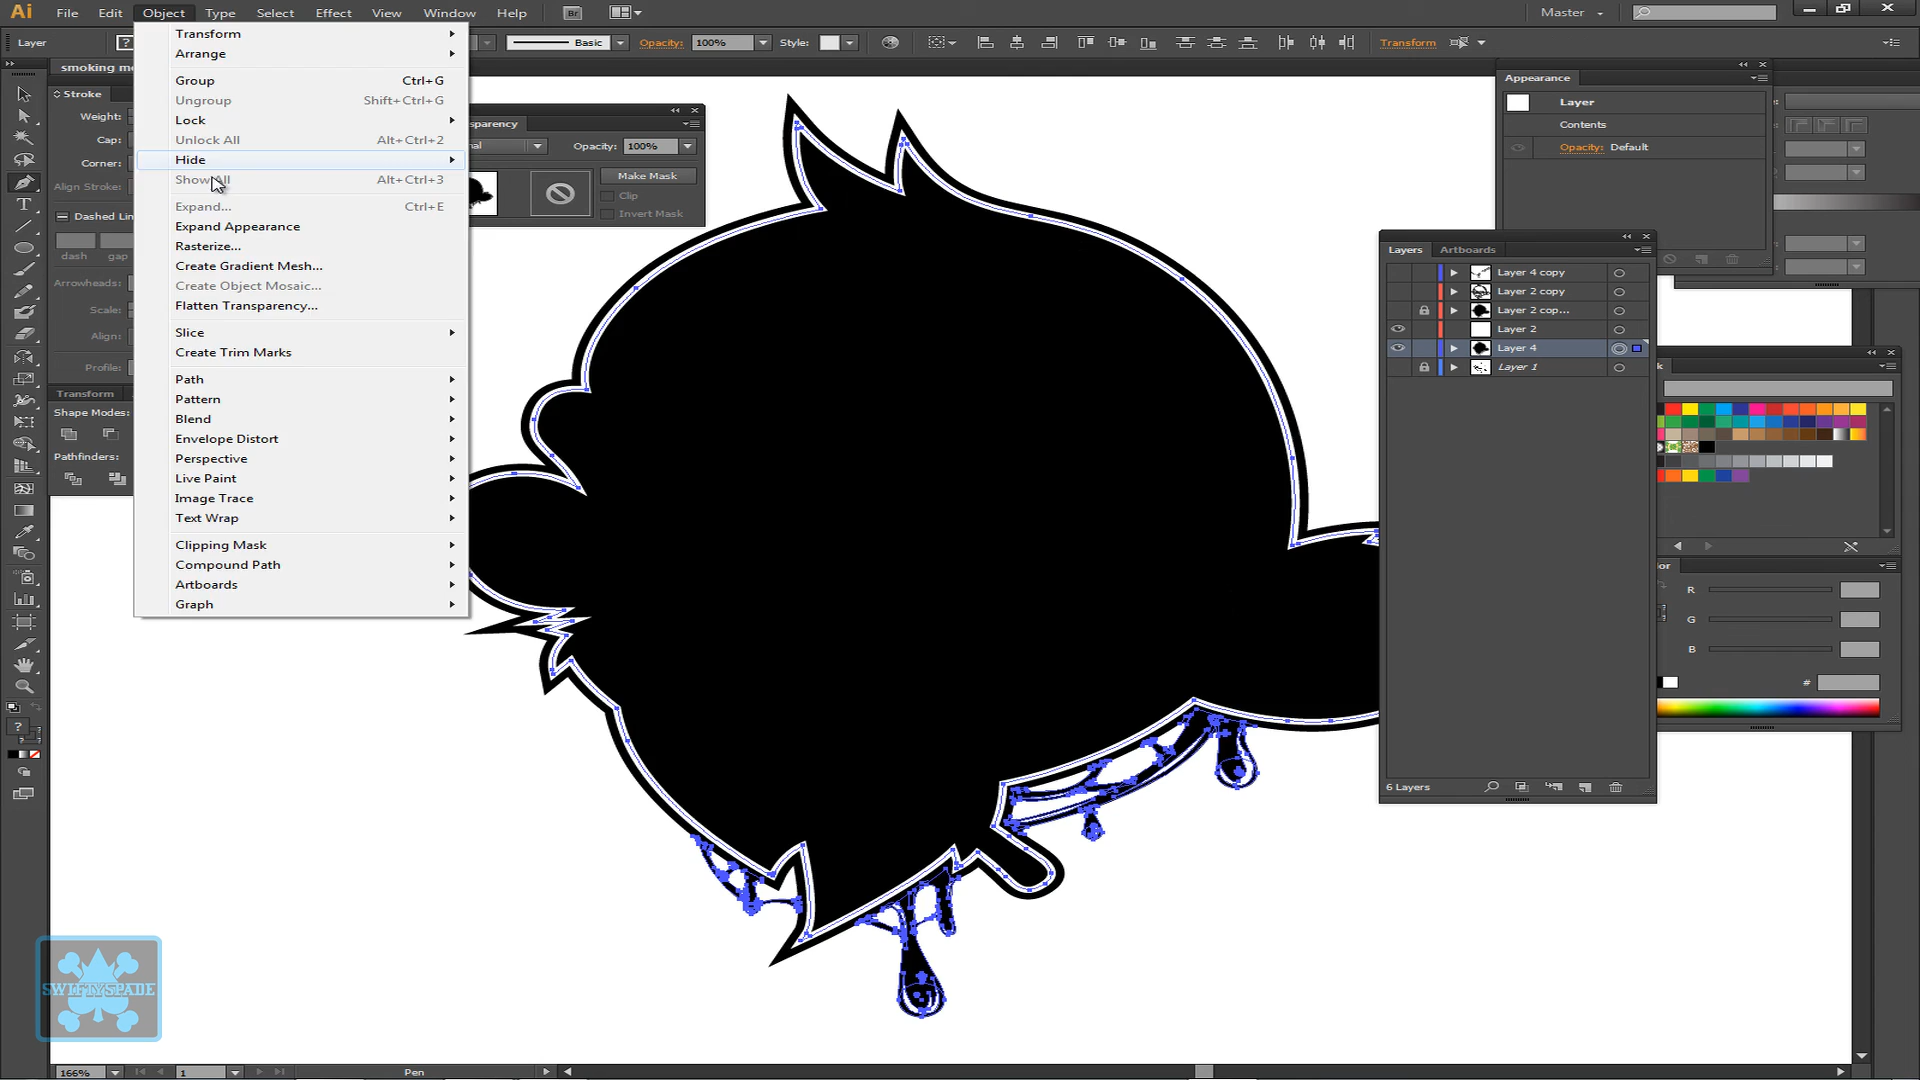 Ai File Edit Object Type Select Effect View Window Help Br Master
Layer ? Basic Opacity: 100% Style: Transform
smoking
Stroke
Weight:
Cap:
Corner:
Align Stroke:
Dashed Lin
dash gap
Arrowheads:
Scale:
Align:
Profile:
Transform
Shape Modes:
Pathfinders:
Transform
Arrange
Group Ctrl+G
Ungroup Shift+Ctrl+G
Lock
Unlock All Alt+Ctrl+2
Hide
Show All Alt+Ctrl+3
Expand... Ctrl+E
Expand Appearance
Rasterize...
Create Gradient Mesh...
Create Object Mosaic...
Flatten Transparency...
Slice
Create Trim Marks
Path
Pattern
Blend
Envelope Distort
Perspective
Live Paint
Image Trace
Text Wrap
Clipping Mask
Compound Path
Artboards
Graph
sparency
Opacity: 100%
Make Mask
Clip
Invert Mask
Appearance
Layer
Contents
Opacity: Default
Layers Artboards
Layer 4 copy
Layer 2 copy
Layer 2 cop...
Layer 2
Layer 4
Layer 1
6 Layers
R
G
B
#
SWIFTYSPADE
166% 1 Pen